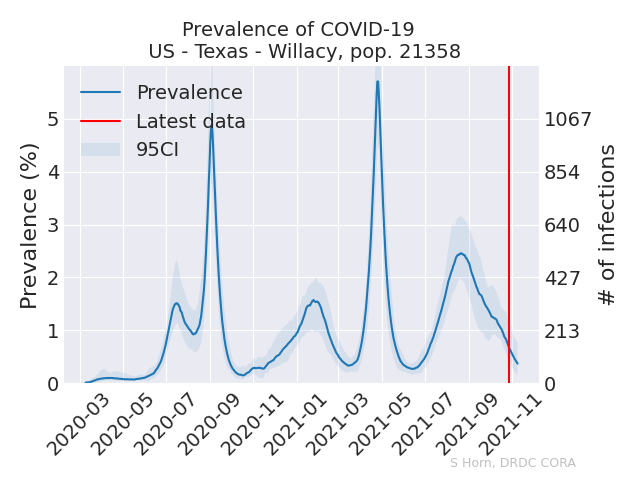 Prevalence of COVID-19
US - Texas - Willacy, pop. 21358
Prevalence
Latest data
95CI
Prevalence (%)
5
4
3
2
1
0
1067
854
640
427
213
0
# of infections
2020-03
2020-05
2020-07
2020-09
2020-11
2021-01
2021-03
2021-05
2021-07
2021-09
2021-11
S Horn, DRDC CORA